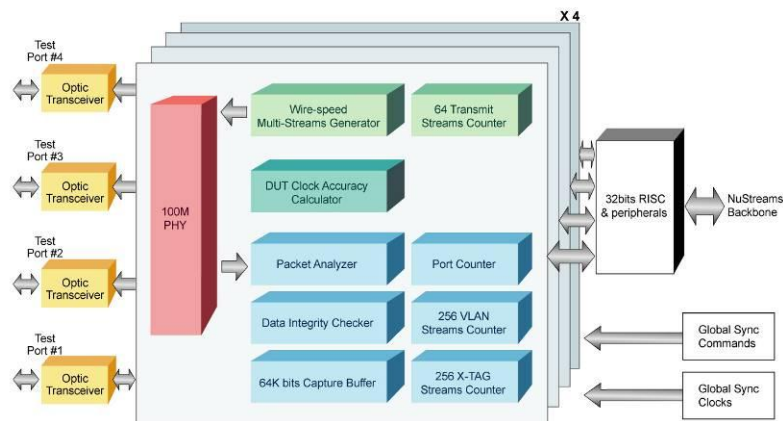 X 4
Test
Port #4
Optic
Transceiver
Test
Port #3
Optic
Transceiver
Test
Port #2
Optic
Transceiver
Test
Port #1
Optic
Transceiver
100M
PHY
Wire-speed
Multi-Streams Generator
64 Transmit
Streams Counter
DUT Clock Accuracy
Calculator
Packet Analyzer
Port Counter
Data Integrity Checker
256 VLAN
Streams Counter
64K bits Capture Buffer
256 X-TAG
Streams Counter
32bits RISC
& peripherals
NuStreams
Backbone
Global Sync
Commands
Global Sync
Clocks